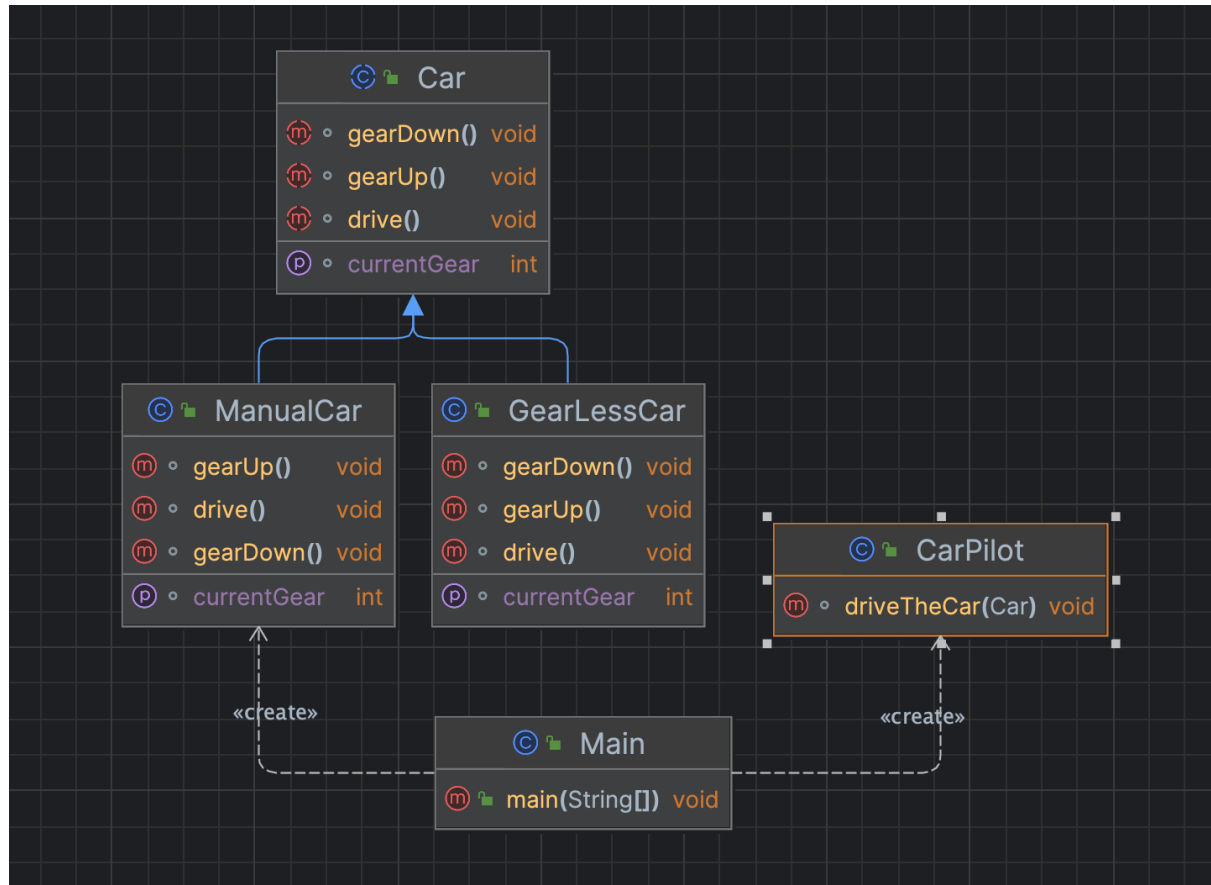 Car
gearDown() void
gearUp() void
drive() void
currentGear int
ManualCar
gearUp() void
drive() void
gearDown() void
currentGear int
GearLessCar
gearDown() void
gearUp() void
drive() void
currentGear int
CarPilot
driveTheCar(Car) void
«create»
«create»
Main
main(String[]) void